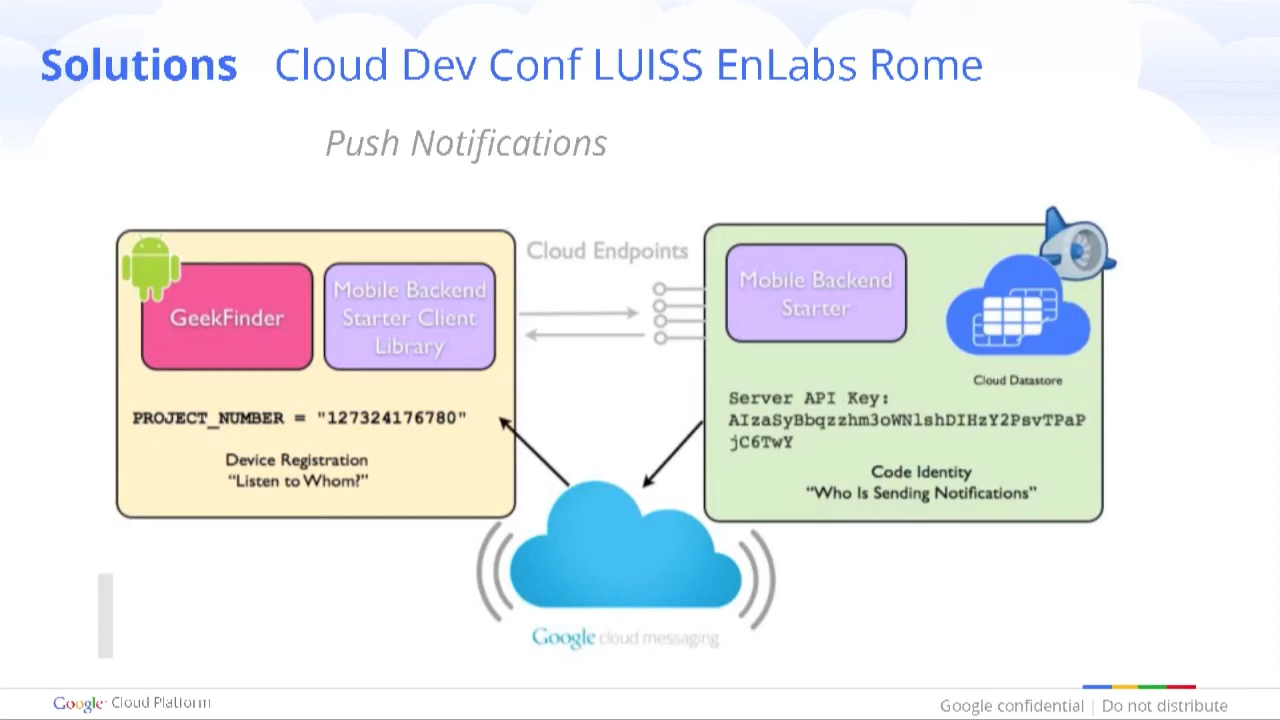 Solutions Cloud Dev Conf LUISS EnLabs Rome
Push Notifications
Cloud Endpoints
GeekFinder
Mobile Backend
Starter Client
Library
Mobile Backend
Starter
Cloud Datastore
PROJECT_NUMBER = "127324176780"
Device Registration
“Listen to Whom?”
Server API Key:
AIzaSyBbqzzhm3oWNlshDIHzY2PsvTPaP
jC6TwY
Code Identity
“Who Is Sending Notifications”
Google cloud messaging
Google Cloud Platform
Google confidential | Do not distribute